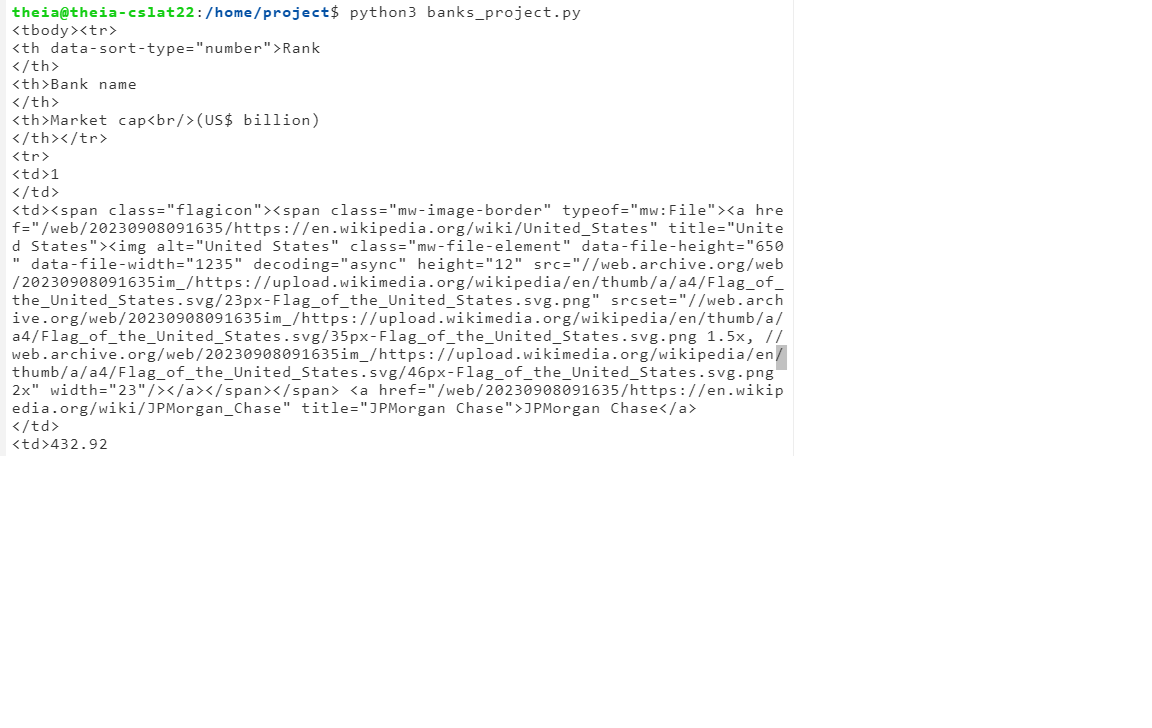 theia@theia-cslat22:/home/project$ python3 banks_project.py
<tbody><tr>
<th data-sort-type="number">Rank
</th>
<th>Bank name
</th>
<th>Market cap<br/>(US$ billion)
</th></tr>
<tr>
<td>1
</td>
<td><span class="flagicon"><span class="mw-image-border" typeof="mw:File"><a hre
f="/web/20230908091635/https://en.wikipedia.org/wiki/United_States" title="Unite
d States"><img alt="United States" class="mw-file-element" data-file-height="650
" data-file-width="1235" decoding="async" height="12" src="//web.archive.org/web
/20230908091635im_/https://upload.wikimedia.org/wikipedia/en/thumb/a/a4/Flag_of_
the_United_States.svg/23px-Flag_of_the_United_States.svg.png" srcset="//web.arch
ive.org/web/20230908091635im_/https://upload.wikimedia.org/wikipedia/en/thumb/a/
a4/Flag_of_the_United_States.svg/35px-Flag_of_the_United_States.svg.png 1.5x, //
web.archive.org/web/20230908091635im_/https://upload.wikimedia.org/wikipedia/en/
thumb/a/a4/Flag_of_the_United_States.svg/46px-Flag_of_the_United_States.svg.png
2x" width="23"/></a></span></span> <a href="/web/20230908091635/https://en.wikip
edia.org/wiki/JPMorgan_Chase" title="JPMorgan Chase">JPMorgan Chase</a>
</td>
<td>432.92